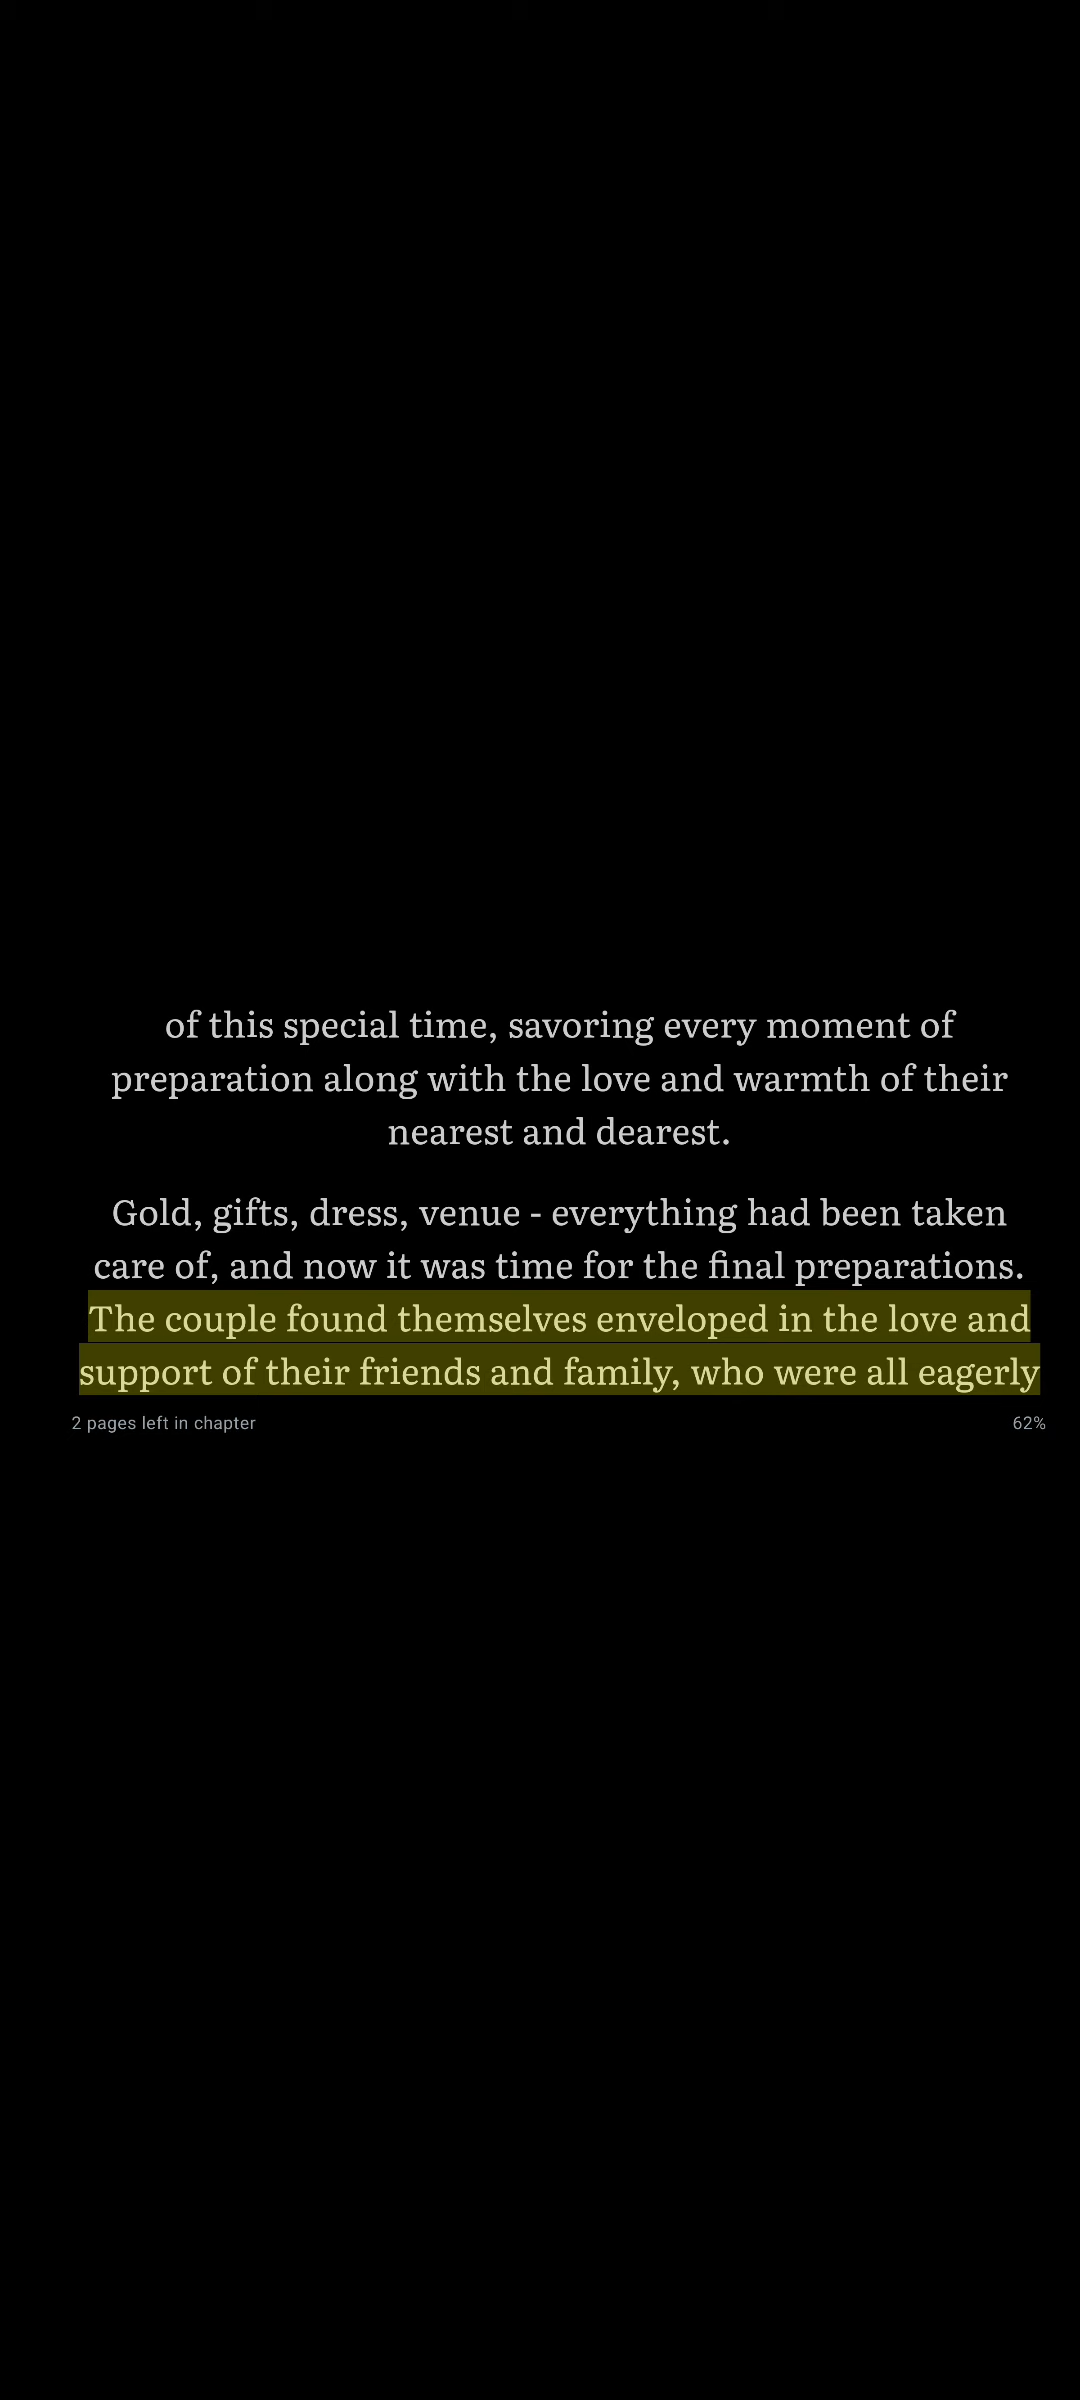 of this special time, savoring every moment of
preparation along with the love and warmth of their
nearest and dearest.
Gold, gifts, dress, venue - everything had been taken
care of, and now it was time for the final preparations.
The couple found themselves enveloped in the love and
support of their friends and family, who were all eagerly
2 pages left in chapter
62%